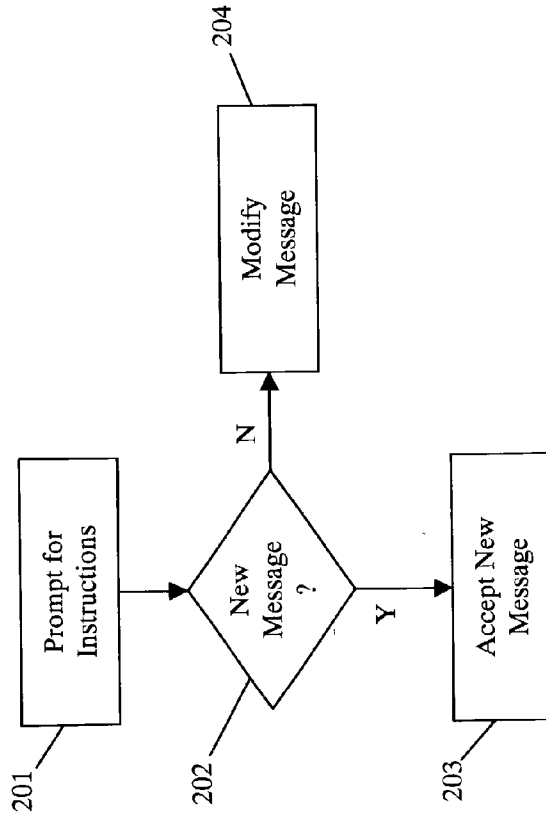 201
Prompt for
Instructions
202
New
Message
?
N
204
Modify
Message
Y
203
Accept New
Message